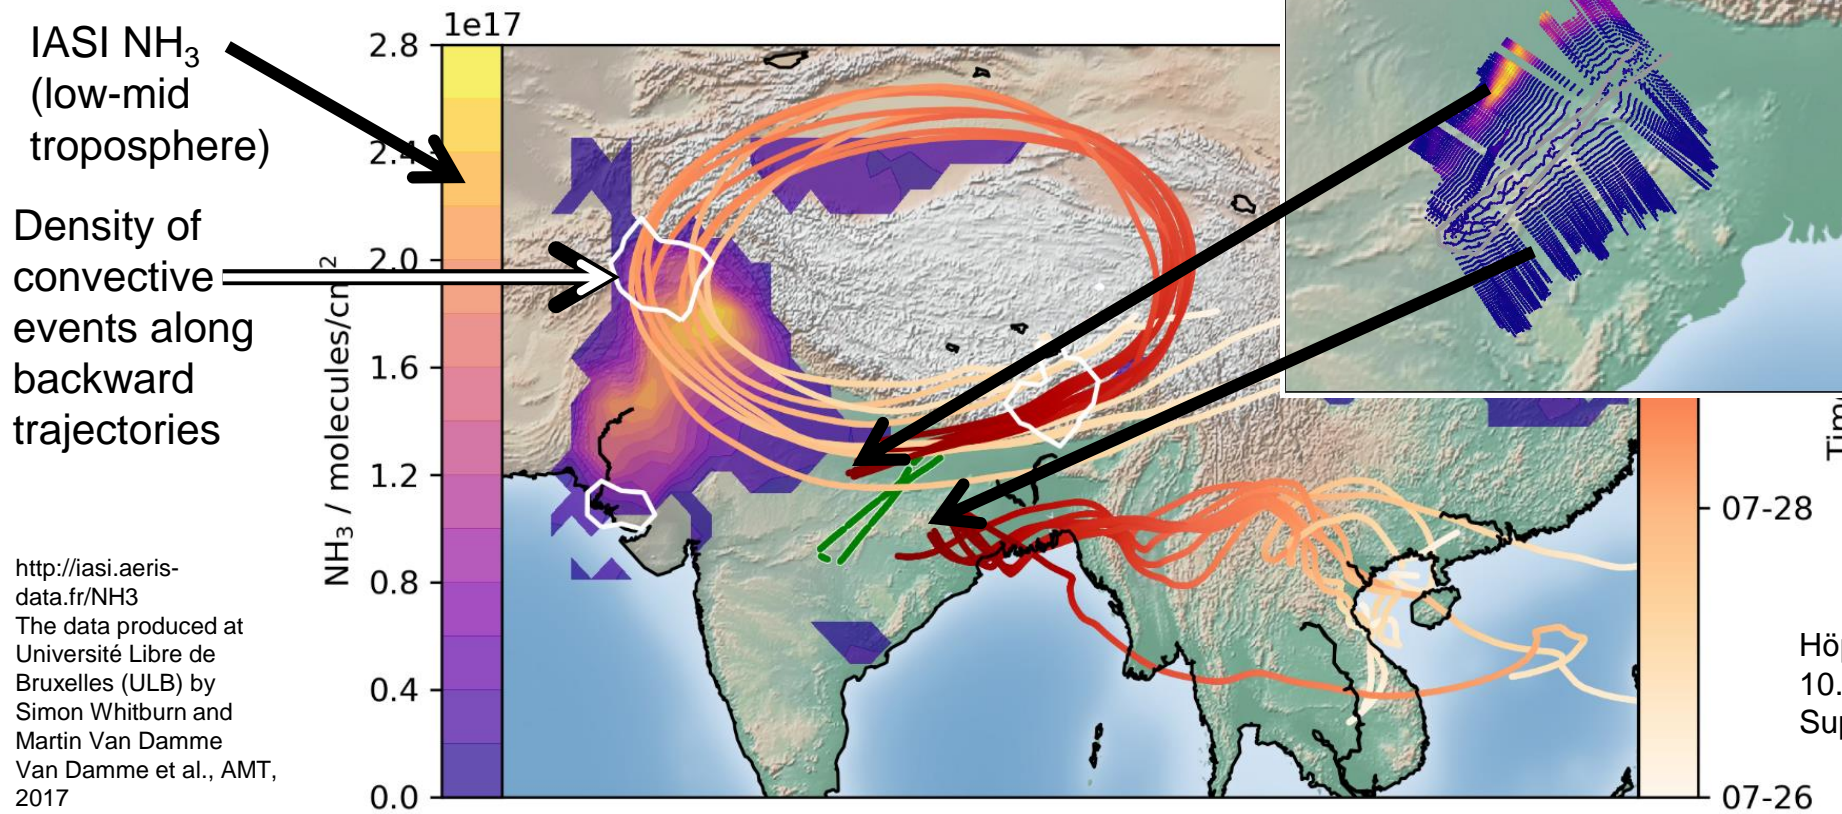 IASI NH3
(low-mid
troposphere)
Density of
convective
events along
backward
trajectories
http://iasi.aeris-
data.fr/NH3
The data produced at
Université Libre de
Bruxelles (ULB) by
Simon Whitburn and
Martin Van Damme
Van Damme et al., AMT,
2017
1e17
2.8
2.4
2.0
1.6
1.2
0.8
0.4
0.0
NH3 / molecules/cm2
07-28
07-26
10.